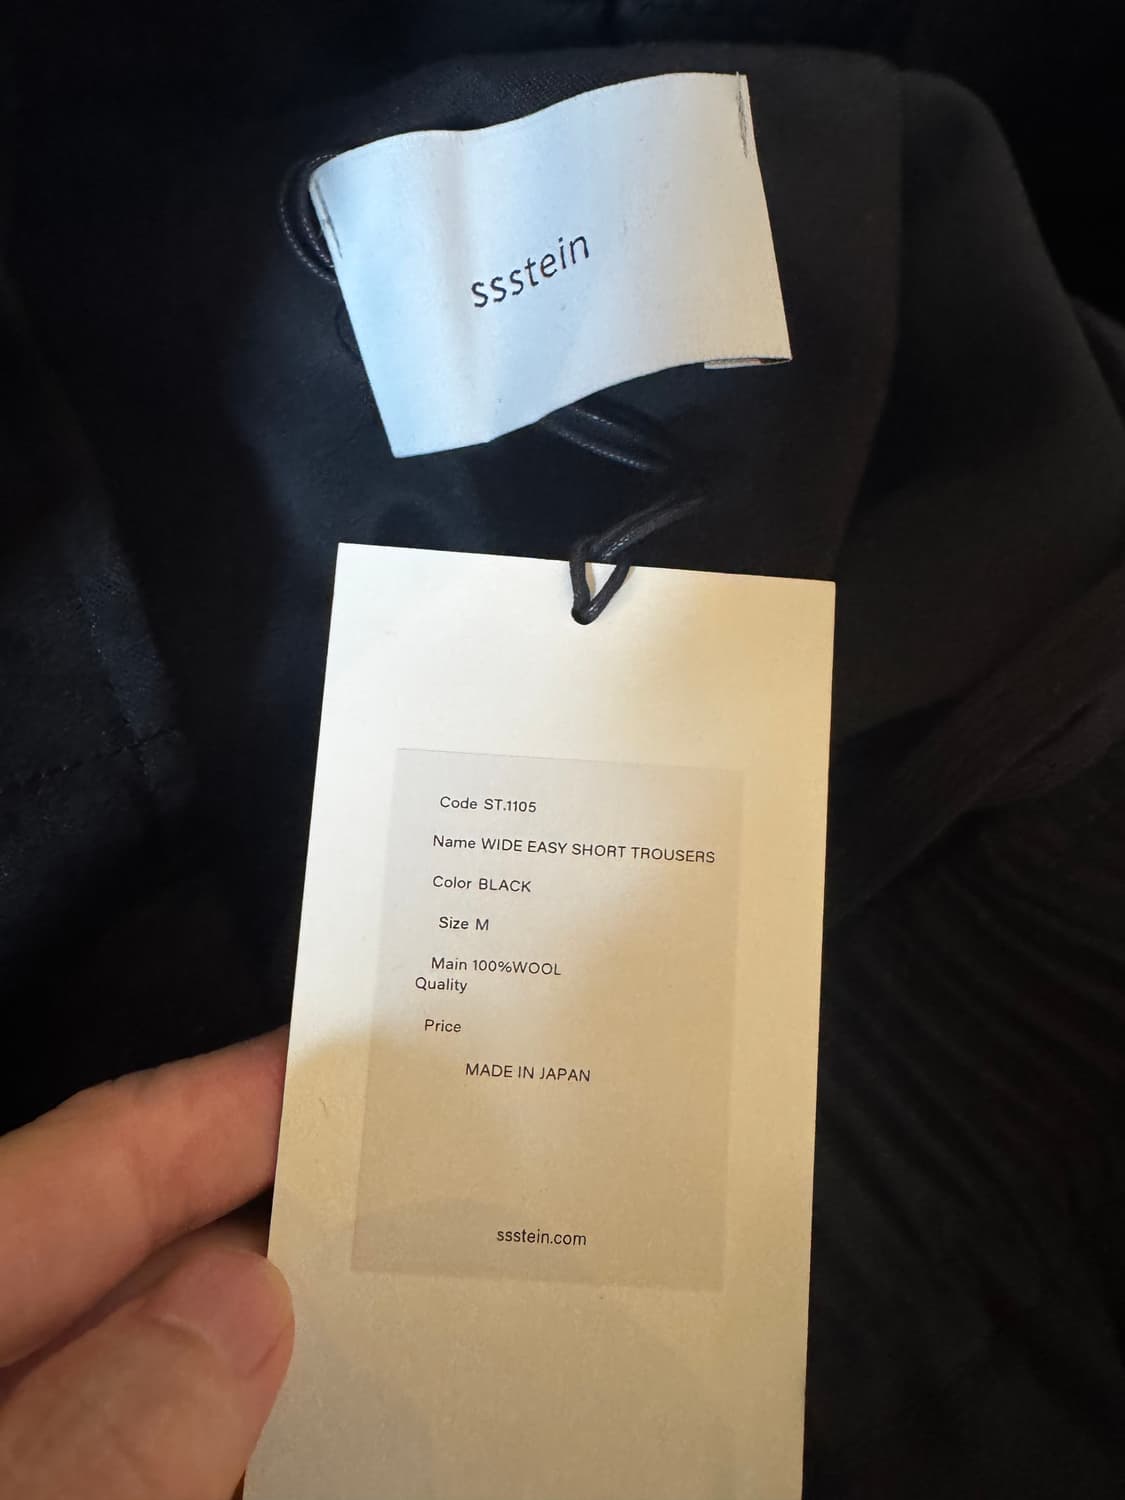 ssstein
Code ST.1105
Name WIDE EASY SHORT TROUSERS
Color BLACK
Size M
Main 100%WOOL
Quality
Price
MADE IN JAPAN
ssstein.com